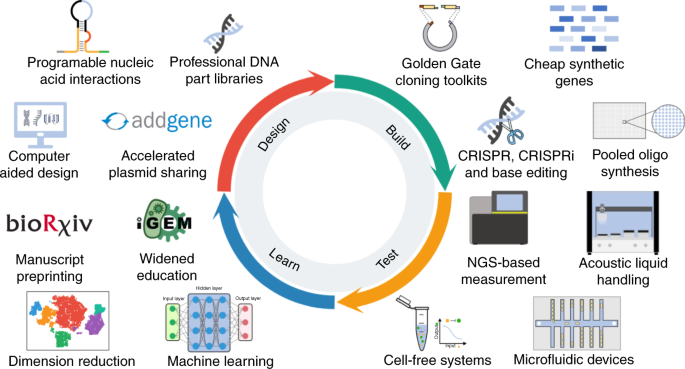 Programable nucleic
acid interactions
Professional DNA
part libraries
Golden Gate
cloning toolkits
Cheap synthetic
genes
Computer
aided design
addgene
Accelerated
plasmid sharing
Design
Build
CRISPR, CRISPRi
and base editing
Pooled oligo
synthesis
bioRχiv
Manuscript
preprinting
iGEM
Widened
education
Learn
Test
NGS-based
measurement
Acoustic liquid
handling
Dimension reduction
Input layer
Hidden layer
Output layer
Machine learning
Output
Input
Cell-free systems
Microfluidic devices